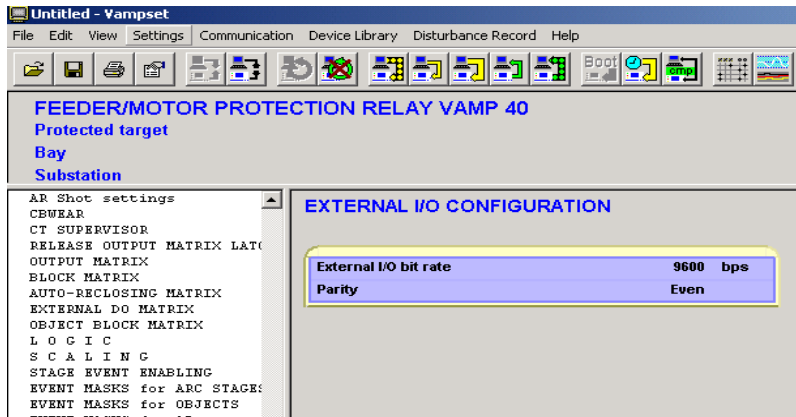 Untitled - Vampset
File Edit View Settings Communication Device Library Disturbance Record Help
Boot
omp
FEEDER/MOTOR PROTECTION RELAY VAMP 40
Protected target
Bay
Substation
AR Shot settings
CBWEAR
CT SUPERVISOR
RELEASE OUTPUT MATRIX LAT
OUTPUT MATRIX
BLOCK MATRIX
AUTO-RECLOSING MATRIX
EXTERNAL DO MATRIX
OBJECT BLOCK MATRIX
L O G I C
S C A L I N G
STAGE EVENT ENABLING
EVENT MASKS for ARC STAGES
EVENT MASKS for OBJECTS
EXTERNAL I/O CONFIGURATION
External I/O bit rate 9600 bps
Parity Even